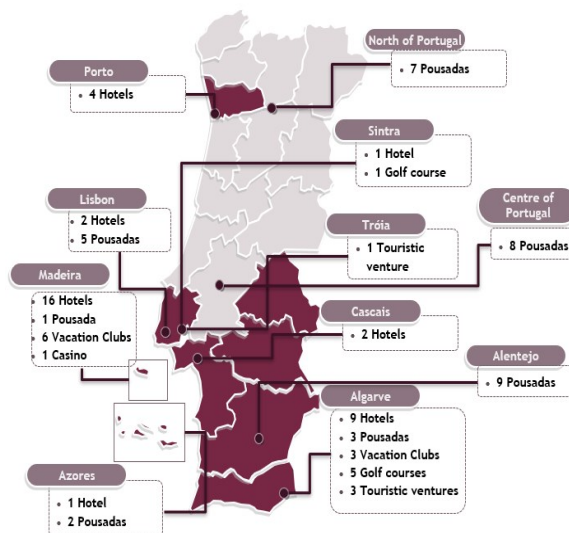 North of Portugal
• 7 Pousadas
Porto
• 4 Hotels
Sintra
• 1 Hotel
• 1 Golf course
Lisbon
• 2 Hotels
• 5 Pousadas
Centre of
Portugal
• 8 Pousadas
Tróia
• 1 Touristic
venture
Madeira
• 16 Hotels
• 1 Pousada
• 6 Vacation Clubs
• 1 Casino
Cascais
• 2 Hotels
Alentejo
• 9 Pousadas
Algarve
• 9 Hotels
• 3 Pousadas
• 3 Vacation Clubs
• 5 Golf courses
• 3 Touristic ventures
Azores
• 1 Hotel
• 2 Pousadas